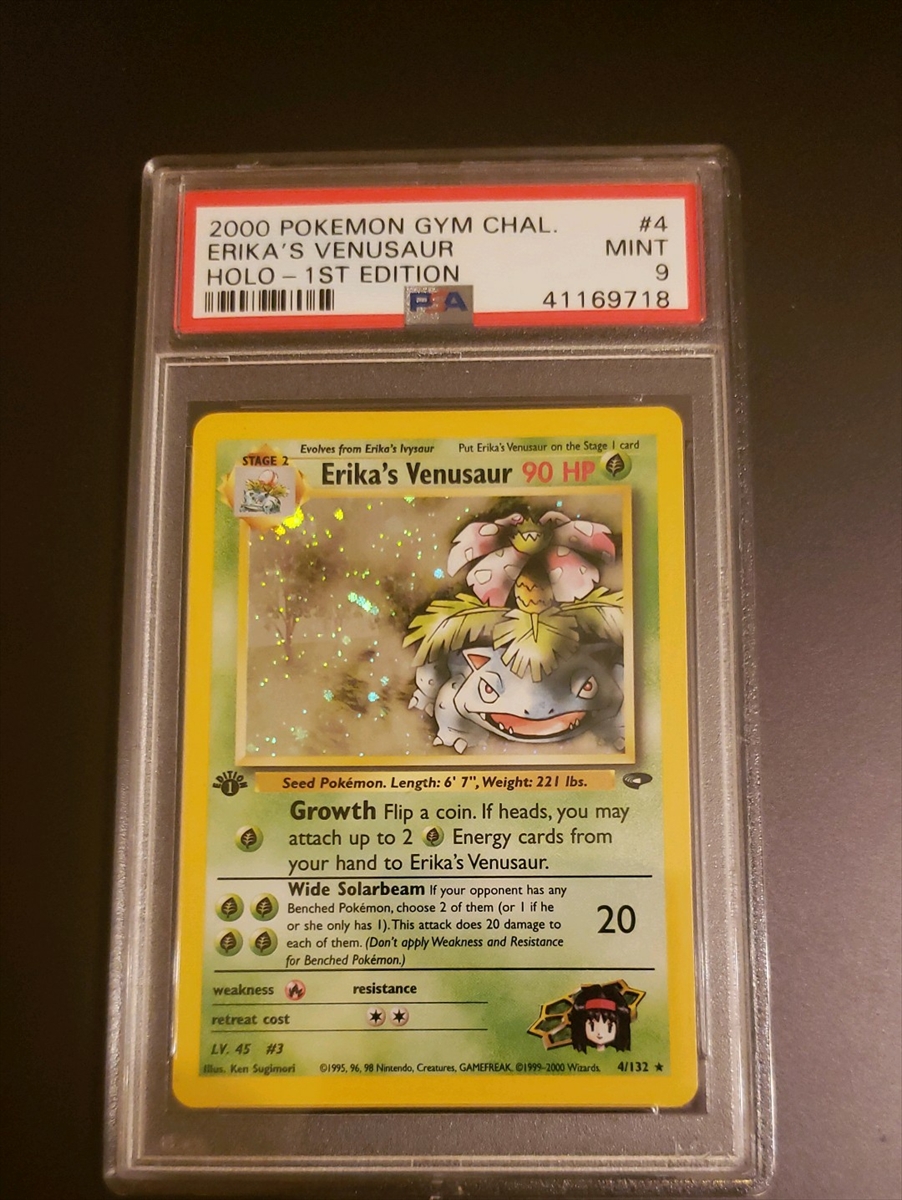 2000 POKEMON GYM CHAL. #4
ERIKA'S VENUSAUR MINT
HOLO – 1ST EDITION 9
PSA 41169718
Evolves from Erika's Ivysaur Put Erika's Venusaur on the Stage 1 card
STAGE 2
Erika's Venusaur 90 HP
EDITION 1
Seed Pokémon. Length: 6' 7", Weight: 221 lbs.
Growth Flip a coin. If heads, you may
attach up to 2 Energy cards from
your hand to Erika's Venusaur.
Wide Solarbeam If your opponent has any
Benched Pokémon, choose 2 of them (or 1 if he
or she only has 1). This attack does 20 damage to
each of them. (Don't apply Weakness and Resistance
for Benched Pokémon.)
20
weakness resistance
retreat cost
LV. 45 #3
Illus. Ken Sugimori ©1995, 96, 98 Nintendo, Creatures, GAMEFREAK. ©1999–2000 Wizards. 4/132 ★